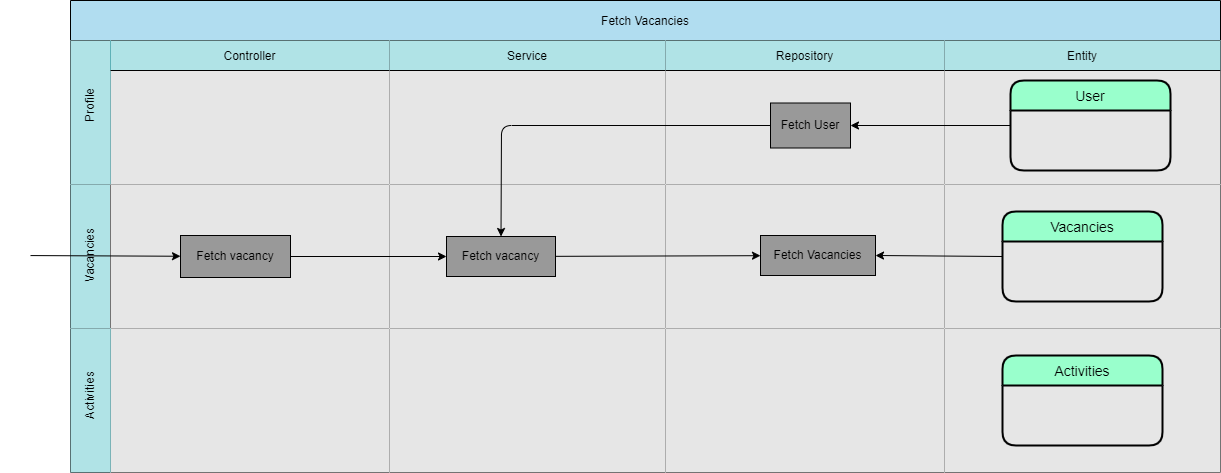 Fetch Vacancies
Controller
Service
Repository
Entity
Profile
Fetch User
User
Vacancies
Fetch vacancy
Fetch vacancy
Fetch Vacancies
Vacancies
Activities
Activities